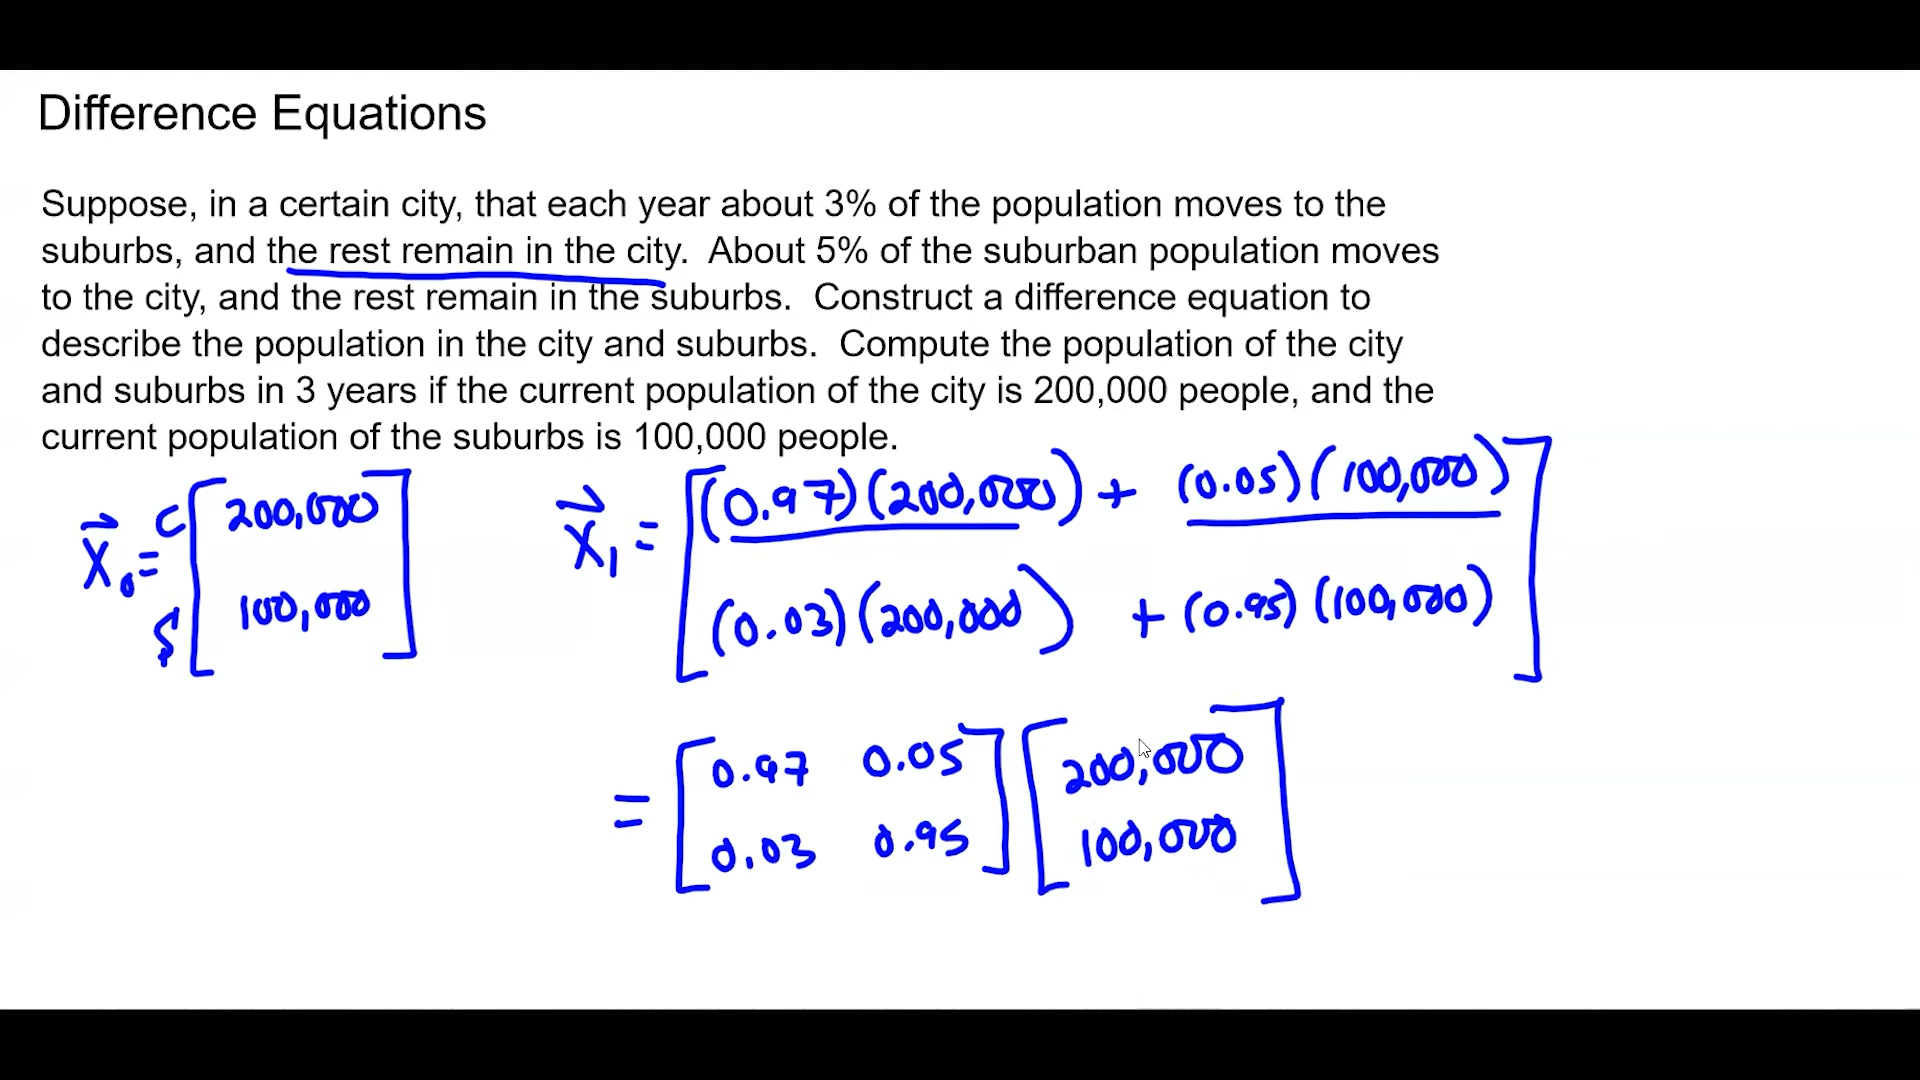 Difference Equations
Suppose, in a certain city, that each year about 3% of the population moves to the
suburbs, and the rest remain in the city. About 5% of the suburban population moves
to the city, and the rest remain in the suburbs. Construct a difference equation to
describe the population in the city and suburbs. Compute the population of the city
and suburbs in 3 years if the current population of the city is 200,000 people, and the
current population of the suburbs is 100,000 people.
x⃗₀ = C S [200,000
100,000]
x⃗₁ = [(0.97)(200,000) + (0.05)(100,000)
(0.03)(200,000) + (0.95)(100,000)]
= [0.97 0.05] [200,000]
[0.03 0.95] [100,000]